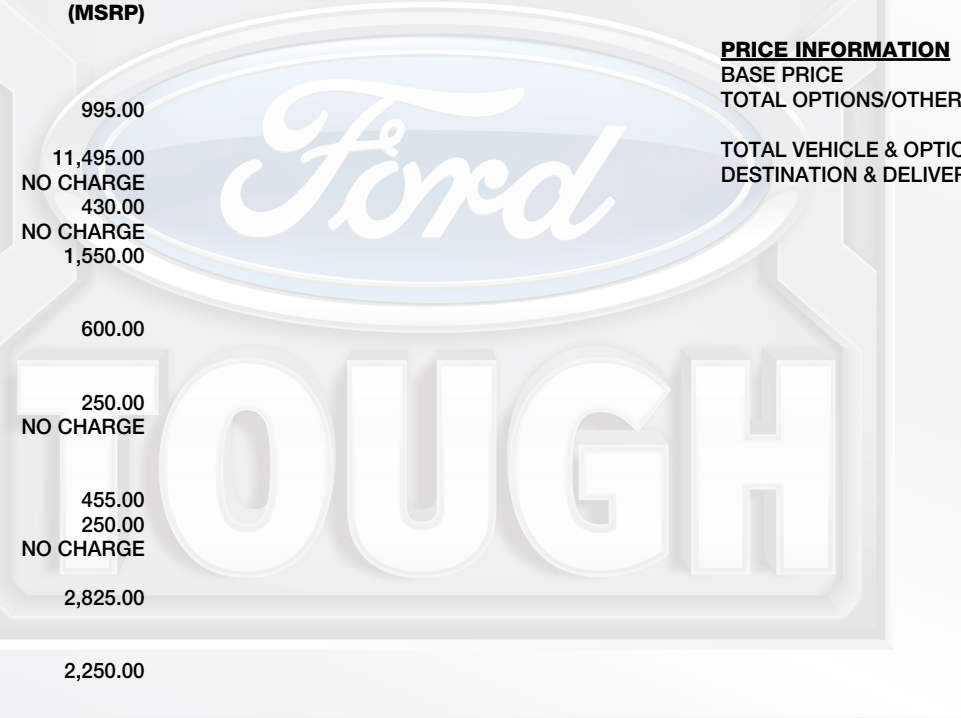 (MSRP)
995.00
11,495.00
NO CHARGE
430.00
NO CHARGE
1,550.00
600.00
250.00
NO CHARGE
455.00
250.00
NO CHARGE
2,825.00
2,250.00
PRICE INFORMATION
BASE PRICE
TOTAL OPTIONS/OTHER
TOTAL VEHICLE & OPTIO
DESTINATION & DELIVER
Ford
TOUGH